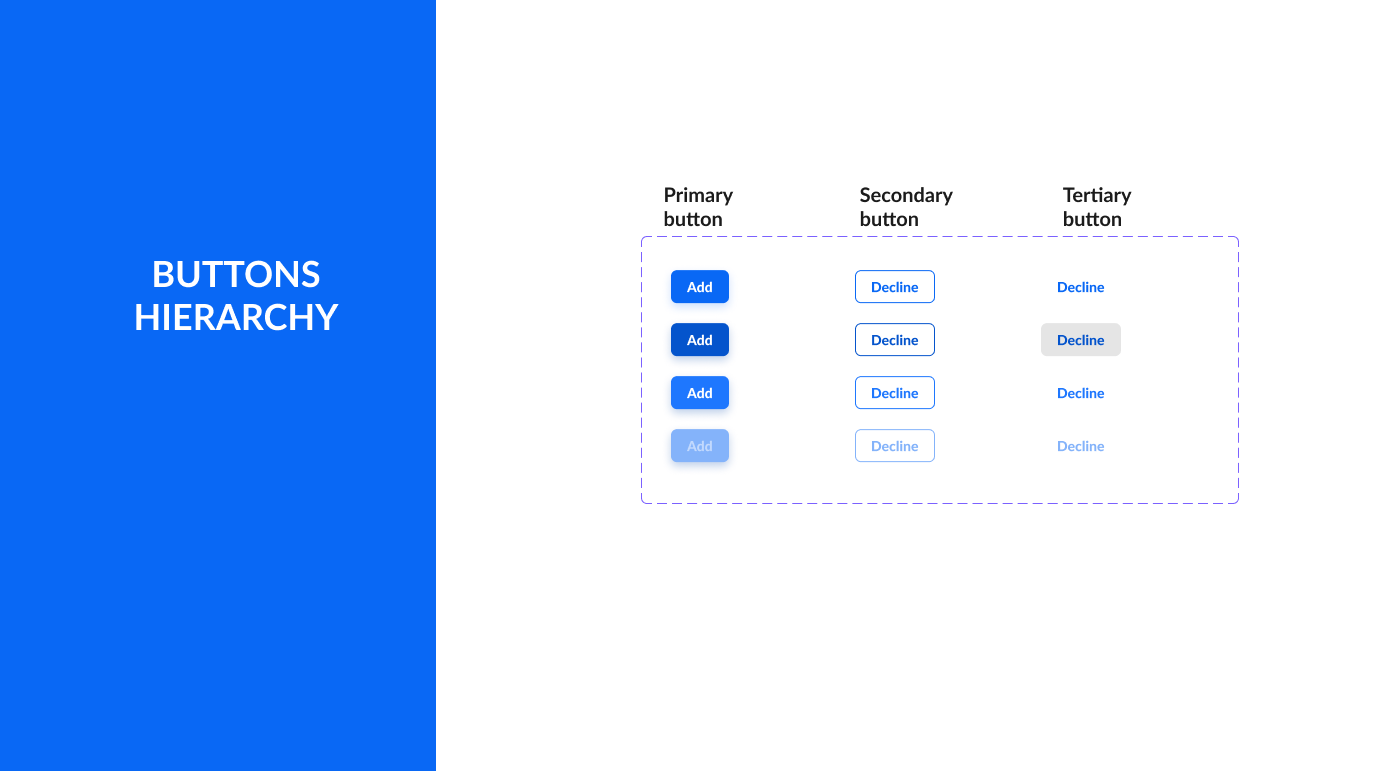 BUTTONS
HIERARCHY
Primary
button
Secondary
button
Tertiary
button
Add
Decline
Decline
Add
Decline
Decline
Add
Decline
Decline
Add
Decline
Decline